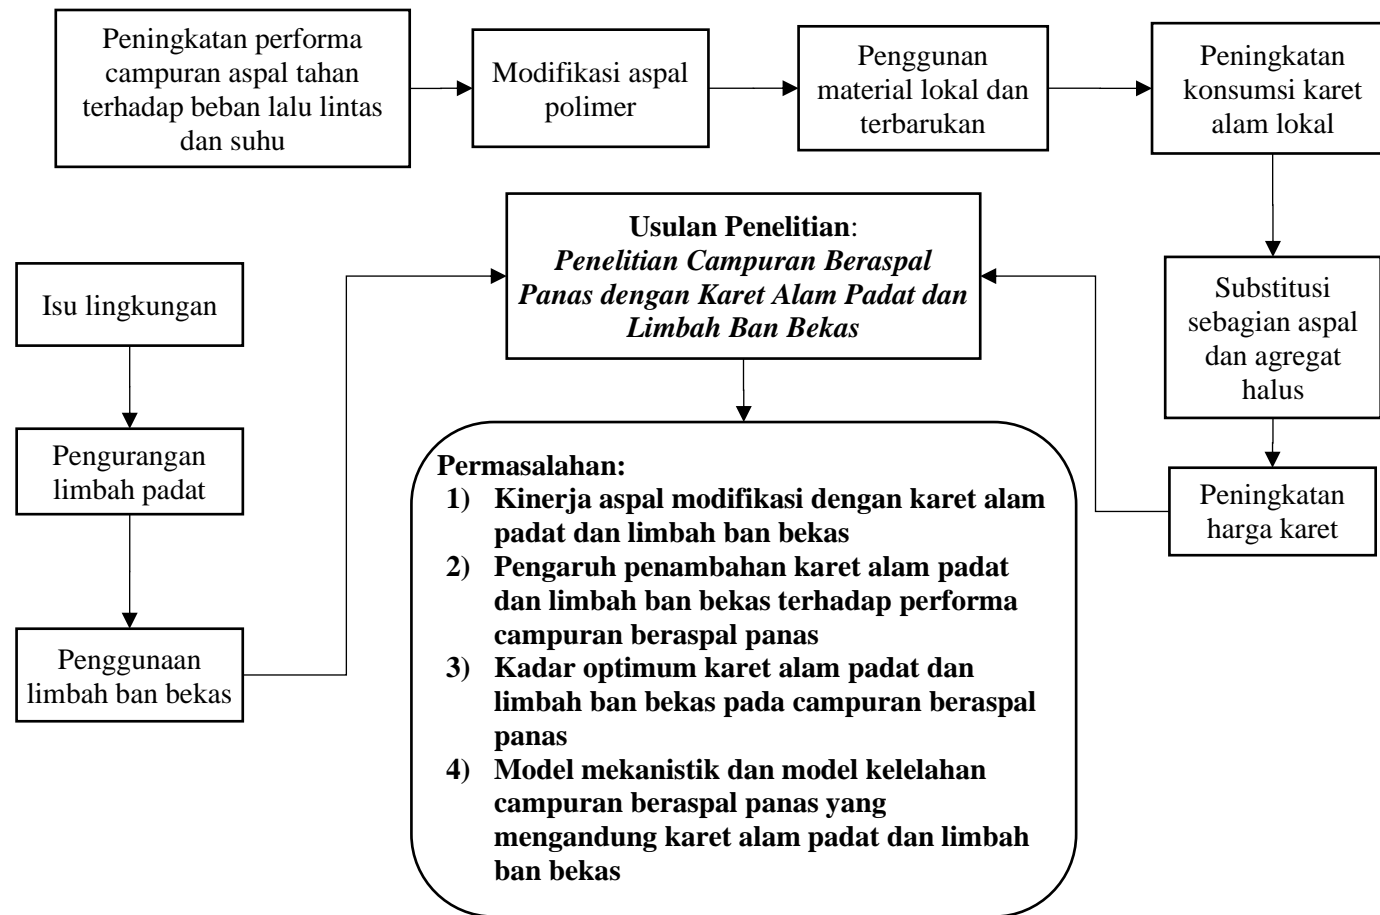 Peningkatan performa
campuran aspal tahan
terhadap beban lalu lintas
dan suhu
Modifikasi aspal
polimer
Penggunan
material lokal dan
terbarukan
Peningkatan
konsumsi karet
alam lokal
Usulan Penelitian:
Penelitian Campuran Beraspal
Panas dengan Karet Alam Padat dan
Limbah Ban Bekas
Isu lingkungan
Substitusi
sebagian aspal
dan agregat
halus
Pengurangan
limbah padat
Peningkatan
harga karet
Penggunaan
limbah ban bekas
Permasalahan:
1) Kinerja aspal modifikasi dengan karet alam
padat dan limbah ban bekas
2) Pengaruh penambahan karet alam padat
dan limbah ban bekas terhadap performa
campuran beraspal panas
3) Kadar optimum karet alam padat dan
limbah ban bekas pada campuran beraspal
panas
4) Model mekanistik dan model kelelahan
campuran beraspal panas yang
mengandung karet alam padat dan limbah
ban bekas